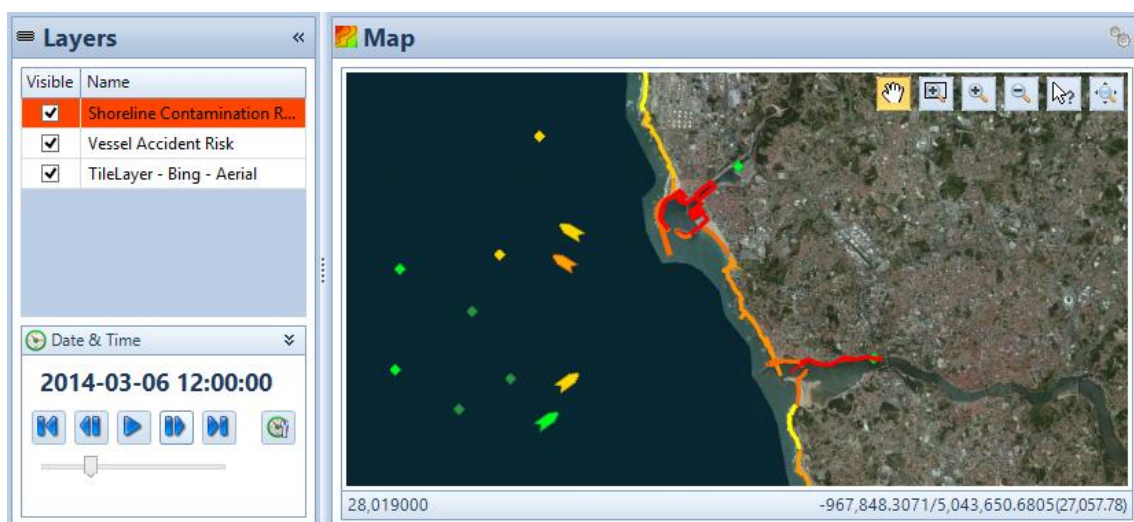 Layers «
Visible Name
Shoreline Contamination R...
Vessel Accident Risk
TileLayer - Bing - Aerial
Date & Time
2014-03-06 12:00:00
Map
28,019000
-967,848.3071/5,043,650.6805(27,057.78)